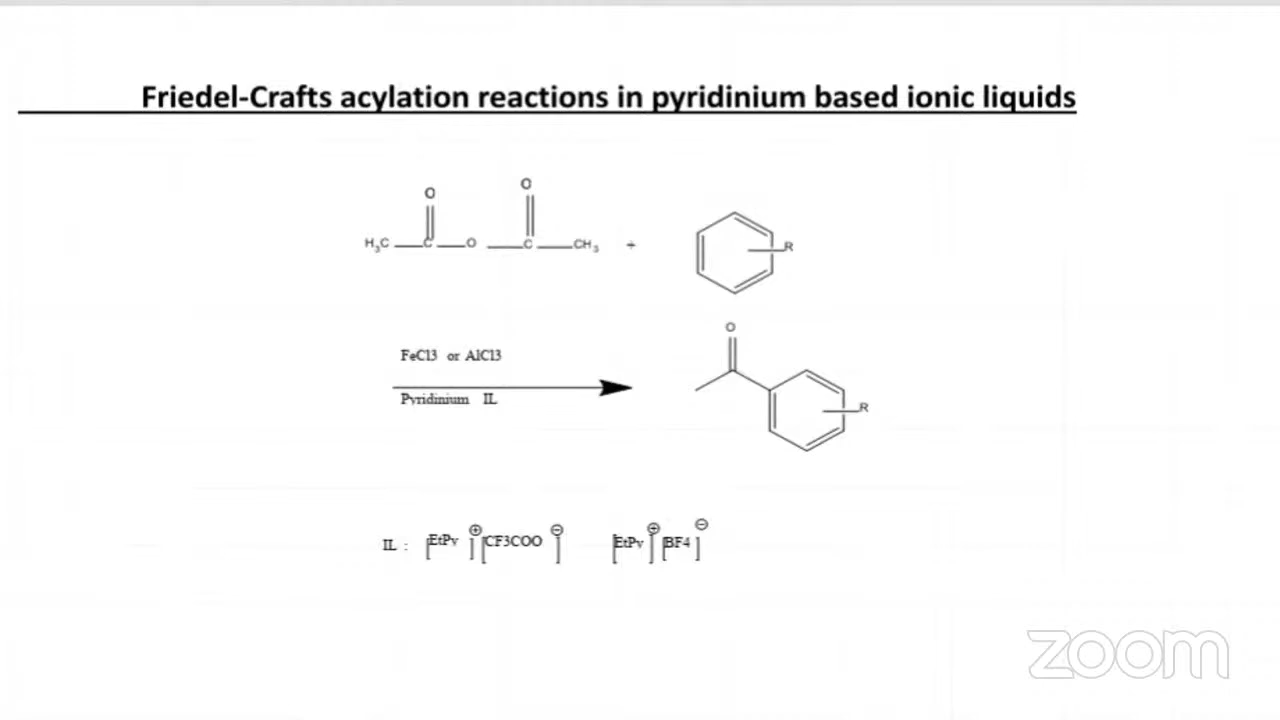 Friedel-Crafts acylation reactions in pyridinium based ionic liquids
O O
H3C C O C CH3 + R
O
FeCl3 or AlCl3
Pyridinium IL
R
IL : [EtPy]⊕ [CF3COO]⊖ [EtPy]⊕ [BF4]⊖
zoom